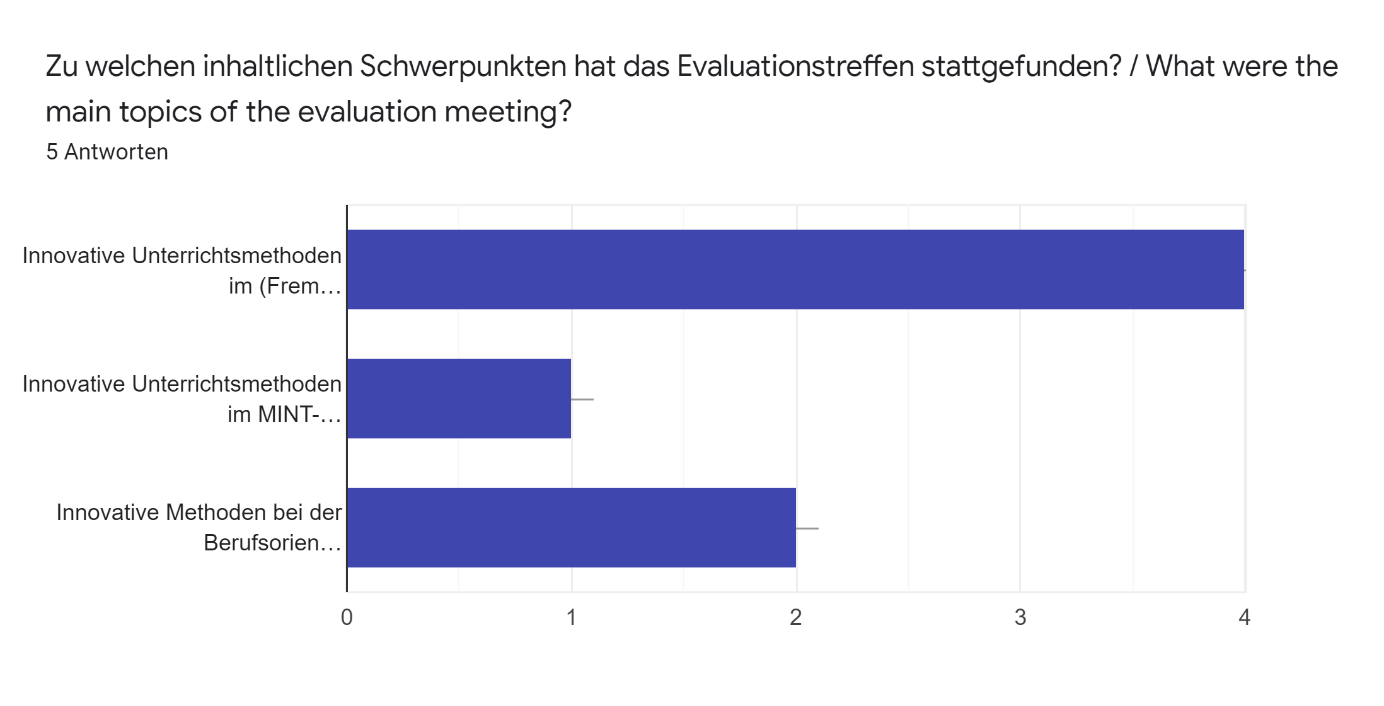 Zu welchen inhaltlichen Schwerpunkten hat das Evaluationstreffen stattgefunden? / What were the
main topics of the evaluation meeting?
5 Antworten
Innovative Unterrichtsmethoden
im (Frem…
Innovative Unterrichtsmethoden
im MINT-…
Innovative Methoden bei der
Berufsorien…
0 1 2 3 4